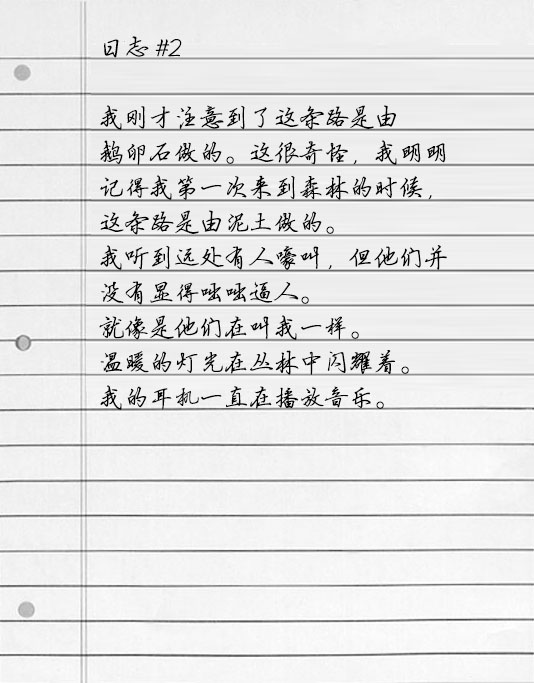 日志 #2
我刚才注意到了这条路是由
鹅卵石做的。这很奇怪，我明明
记得我第一次来到森林的时候，
这条路是由泥土做的。
我听到远处有人嚎叫，但他们并
没有显得咄咄逼人。
就像是他们在叫我一样。
温暖的灯光在丛林中闪耀着。
我的耳机一直在播放音乐。